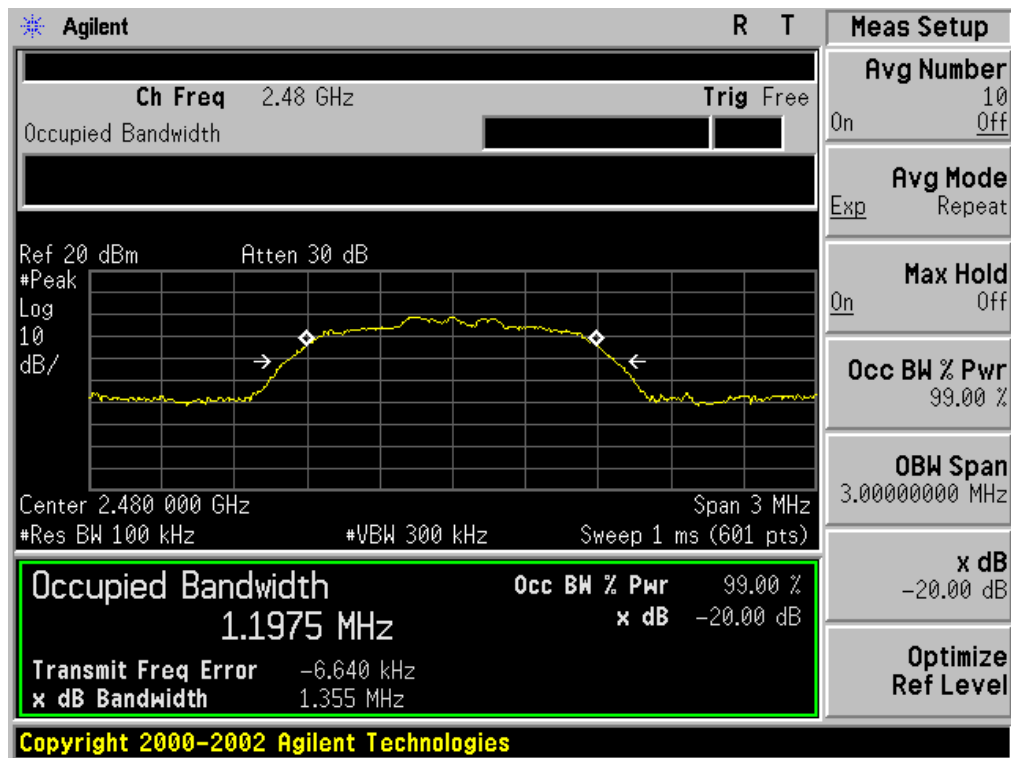 Agilent R T Meas Setup
Ch Freq 2.48 GHz Trig Free
Occupied Bandwidth
Avg Number
10
On Off
Avg Mode
Exp Repeat
Max Hold
On Off
Occ BW % Pwr
99.00 %
OBW Span
3.00000000 MHz
x dB
-20.00 dB
Optimize
Ref Level
Ref 20 dBm Atten 30 dB
#Peak
Log
10
dB/
Center 2.480 000 GHz Span 3 MHz
#Res BW 100 kHz #VBW 300 kHz Sweep 1 ms (601 pts)
Occupied Bandwidth Occ BW % Pwr 99.00 %
1.1975 MHz x dB -20.00 dB
Transmit Freq Error -6.640 kHz
x dB Bandwidth 1.355 MHz
Copyright 2000-2002 Agilent Technologies